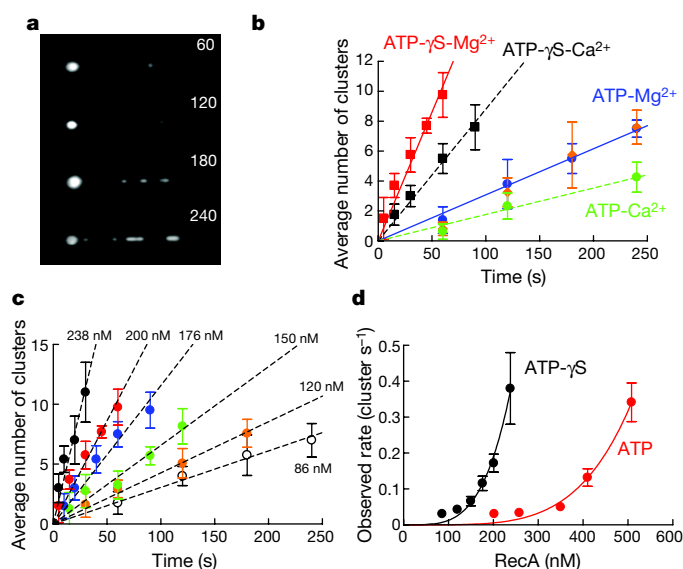 a
60
120
180
240
b
ATP-γS-Mg²⁺
ATP-γS-Ca²⁺
ATP-Mg²⁺
ATP-Ca²⁺
Average number of clusters
12
10
8
6
4
2
0
0 50 100 150 200 250
Time (s)
c
238 nM
200 nM
176 nM
150 nM
120 nM
86 nM
Average number of clusters
15
10
5
0
0 50 100 150 200 250
Time (s)
d
ATP-γS
ATP
Observed rate (cluster s⁻¹)
0.5
0.4
0.3
0.2
0.1
0
0 100 200 300 400 500 600
RecA (nM)